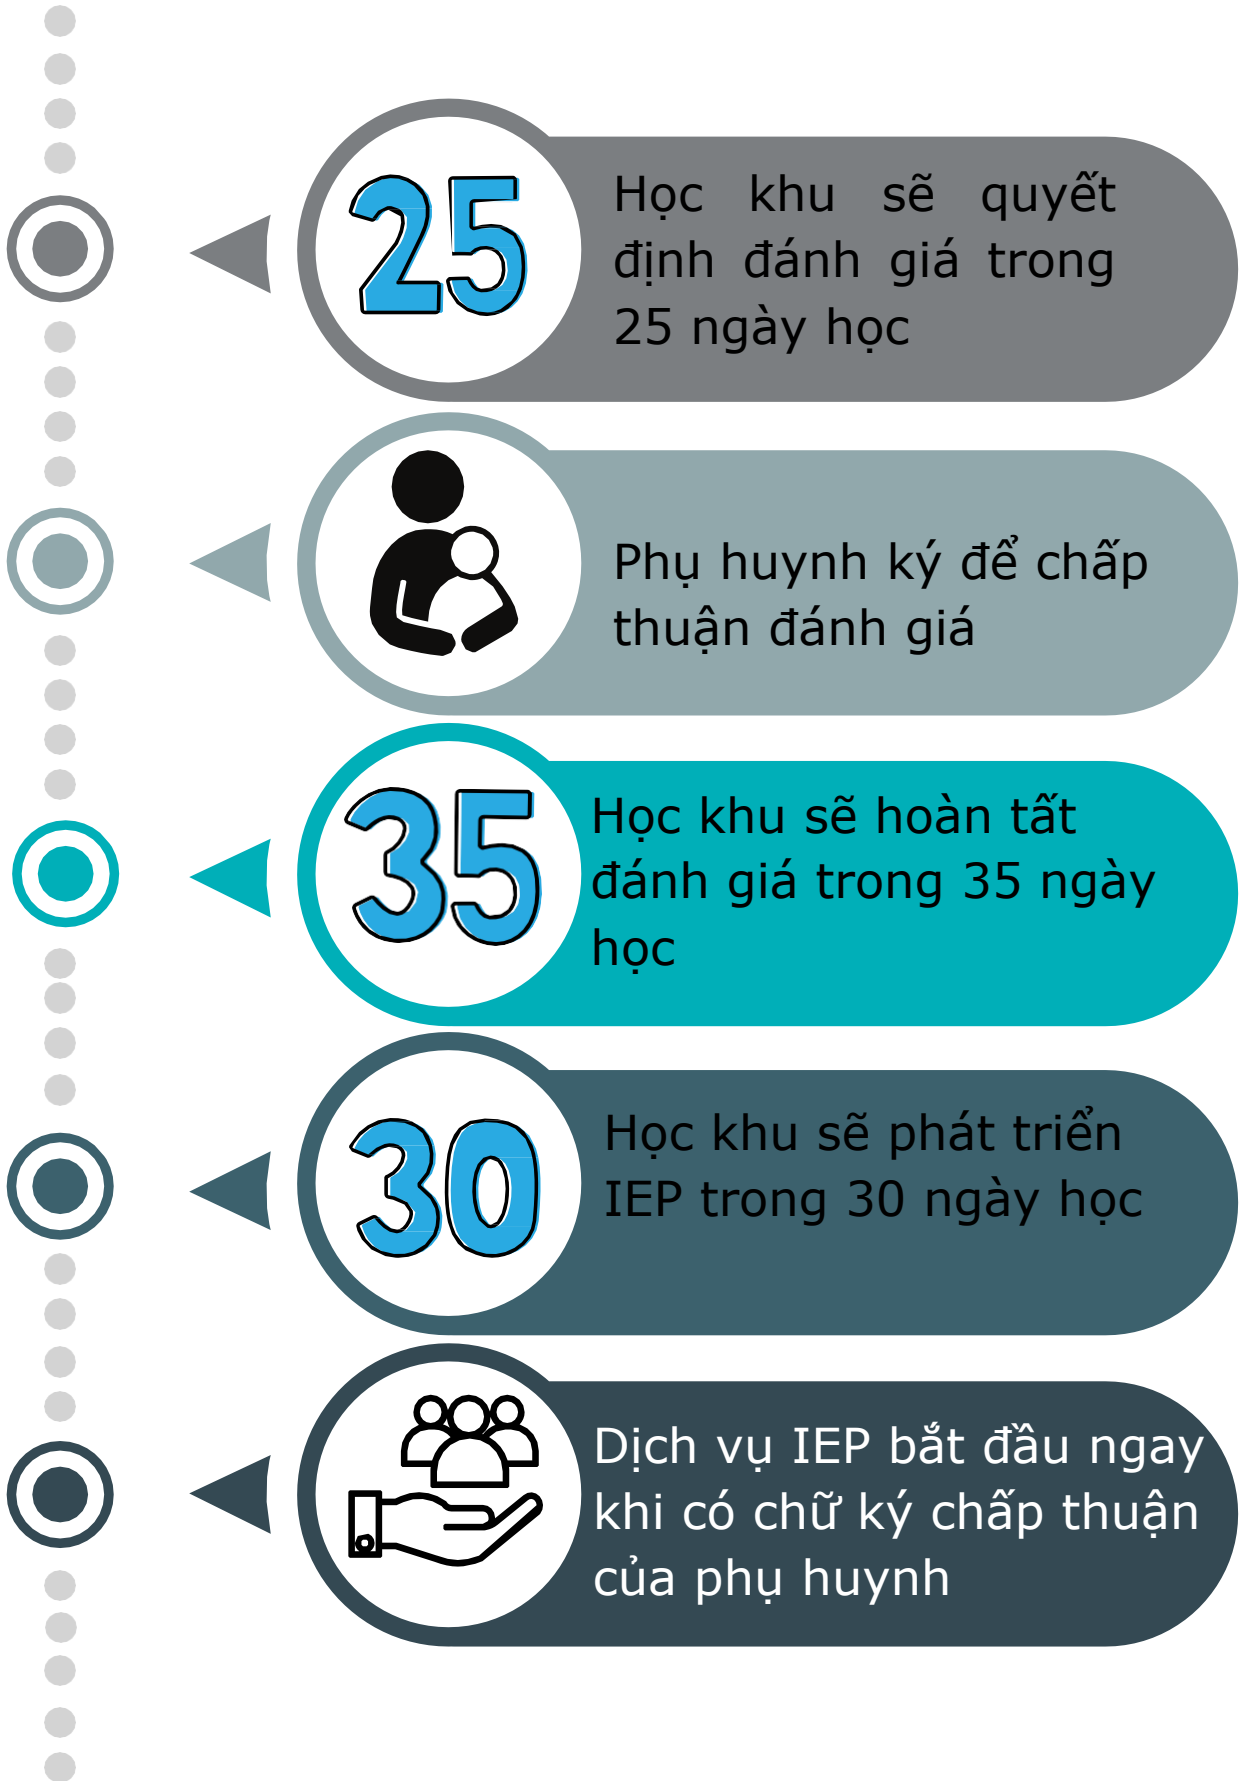 25
Học khu sẽ quyết
định đánh giá trong
25 ngày học
Phụ huynh ký để chấp
thuận đánh giá
35
Học khu sẽ hoàn tất
đánh giá trong 35 ngày
học
30
Học khu sẽ phát triển
IEP trong 30 ngày học
Dịch vụ IEP bắt đầu ngay
khi có chữ ký chấp thuận
của phụ huynh